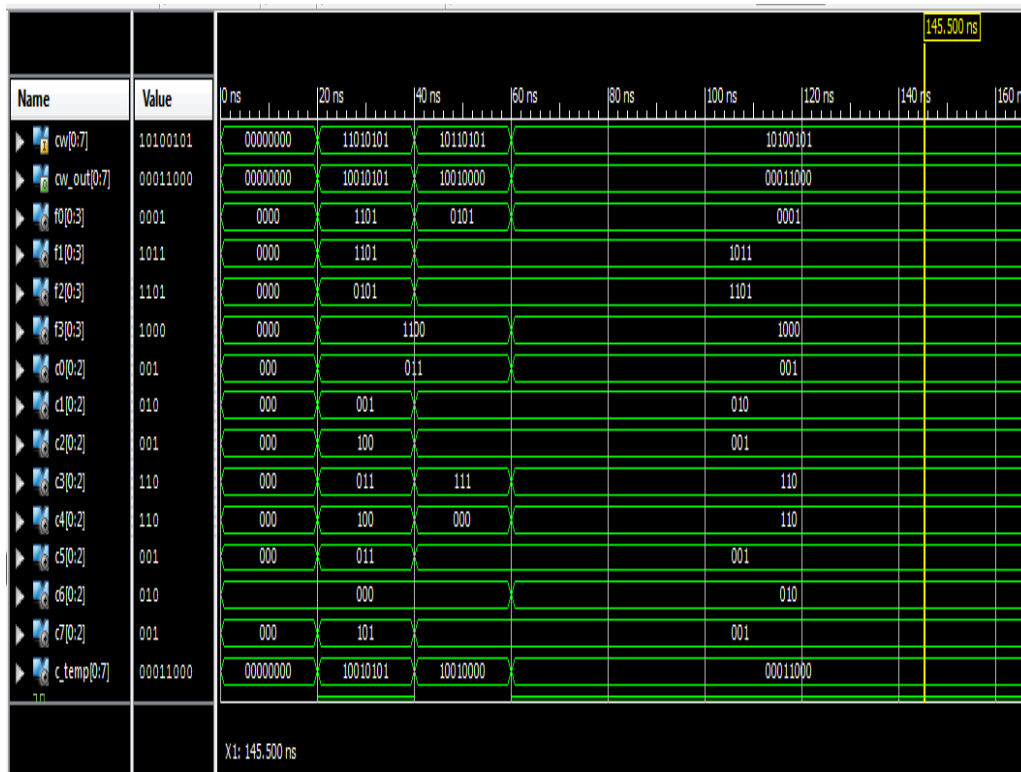 145.500 ns
Name Value 0 ns 20 ns 40 ns 60 ns 80 ns 100 ns 120 ns 140 ns 160 n
cw[0:7] 10100101 00000000 11010101 10110101 10100101
cw_out[0:7] 00011000 00000000 10010101 10010000 00011000
f0[0:3] 0001 0000 1101 0101 0001
f1[0:3] 1011 0000 1101 1011
f2[0:3] 1101 0000 0101 1101
f3[0:3] 1000 0000 1100 1000
c0[0:2] 001 000 011 001
c1[0:2] 010 000 001 010
c2[0:2] 001 000 100 001
c3[0:2] 110 000 011 111 110
c4[0:2] 110 000 100 000 110
c5[0:2] 001 000 011 001
c6[0:2] 010 000 010
c7[0:2] 001 000 101 001
c_temp[0:7] 00011000 00000000 10010101 10010000 00011000
X1: 145.500 ns